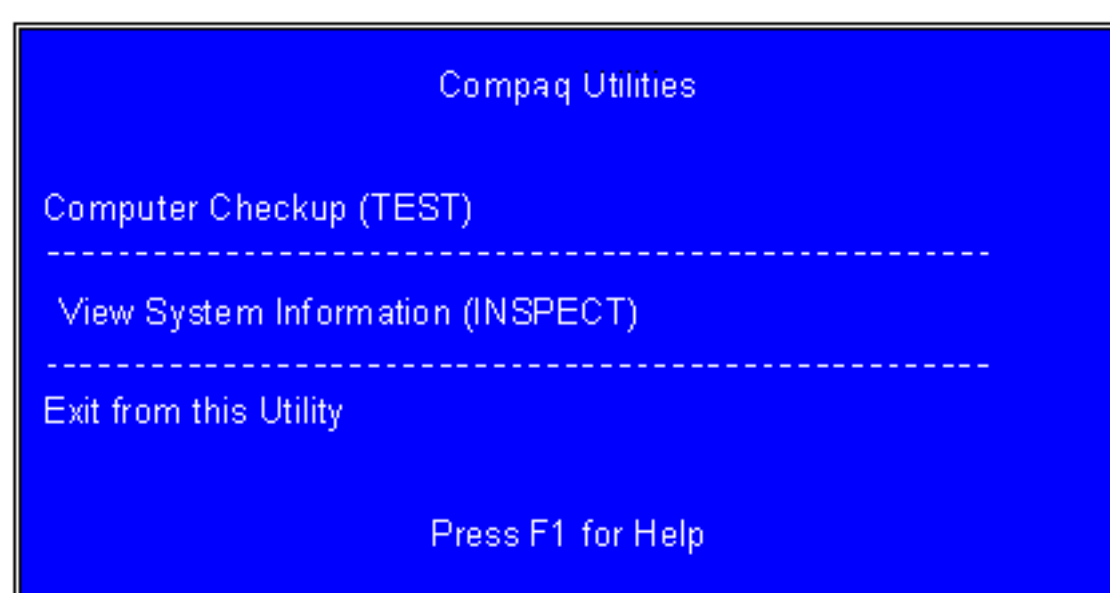 Compaq Utilities
Computer Checkup (TEST)
-----------------------------------------------------
View System Information (INSPECT)
-----------------------------------------------------
Exit from this Utility
Press F1 for Help